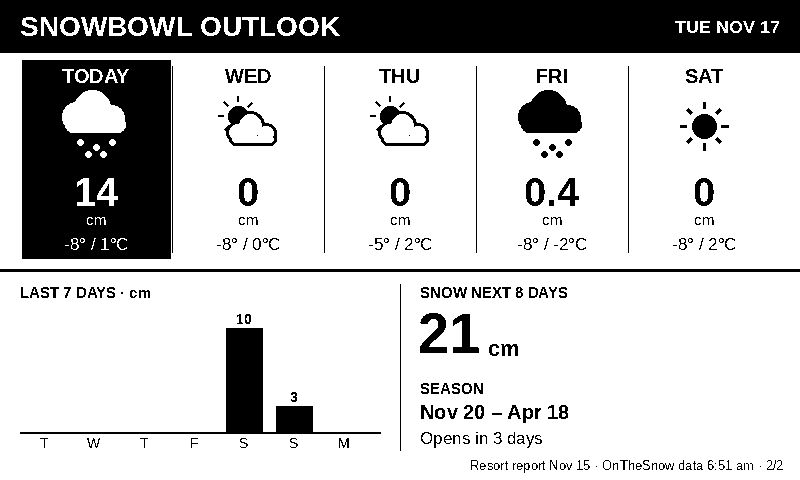 SNOWBOWL OUTLOOK
TUE NOV 17
TODAY
14
cm
-8° / 1°C
WED
0
cm
-8° / 0°C
THU
0
cm
-5° / 2°C
FRI
0.4
cm
-8° / -2°C
SAT
0
cm
-8° / 2°C
LAST 7 DAYS · cm
10
3
T W T F S S M
SNOW NEXT 8 DAYS
21 cm
SEASON
Nov 20 – Apr 18
Opens in 3 days
Resort report Nov 15 · OnTheSnow data 6:51 am · 2/2